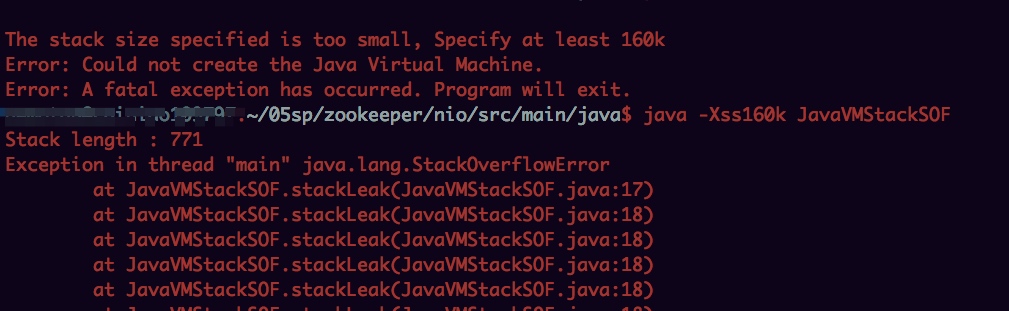 The stack size specified is too small, Specify at least 160k
Error: Could not create the Java Virtual Machine.
Error: A fatal exception has occurred. Program will exit.
:~/05sp/zookeeper/nio/src/main/java$ java -Xss160k JavaVMStackSOF
Stack length : 771
Exception in thread "main" java.lang.StackOverflowError
at JavaVMStackSOF.stackLeak(JavaVMStackSOF.java:17)
at JavaVMStackSOF.stackLeak(JavaVMStackSOF.java:18)
at JavaVMStackSOF.stackLeak(JavaVMStackSOF.java:18)
at JavaVMStackSOF.stackLeak(JavaVMStackSOF.java:18)
at JavaVMStackSOF.stackLeak(JavaVMStackSOF.java:18)